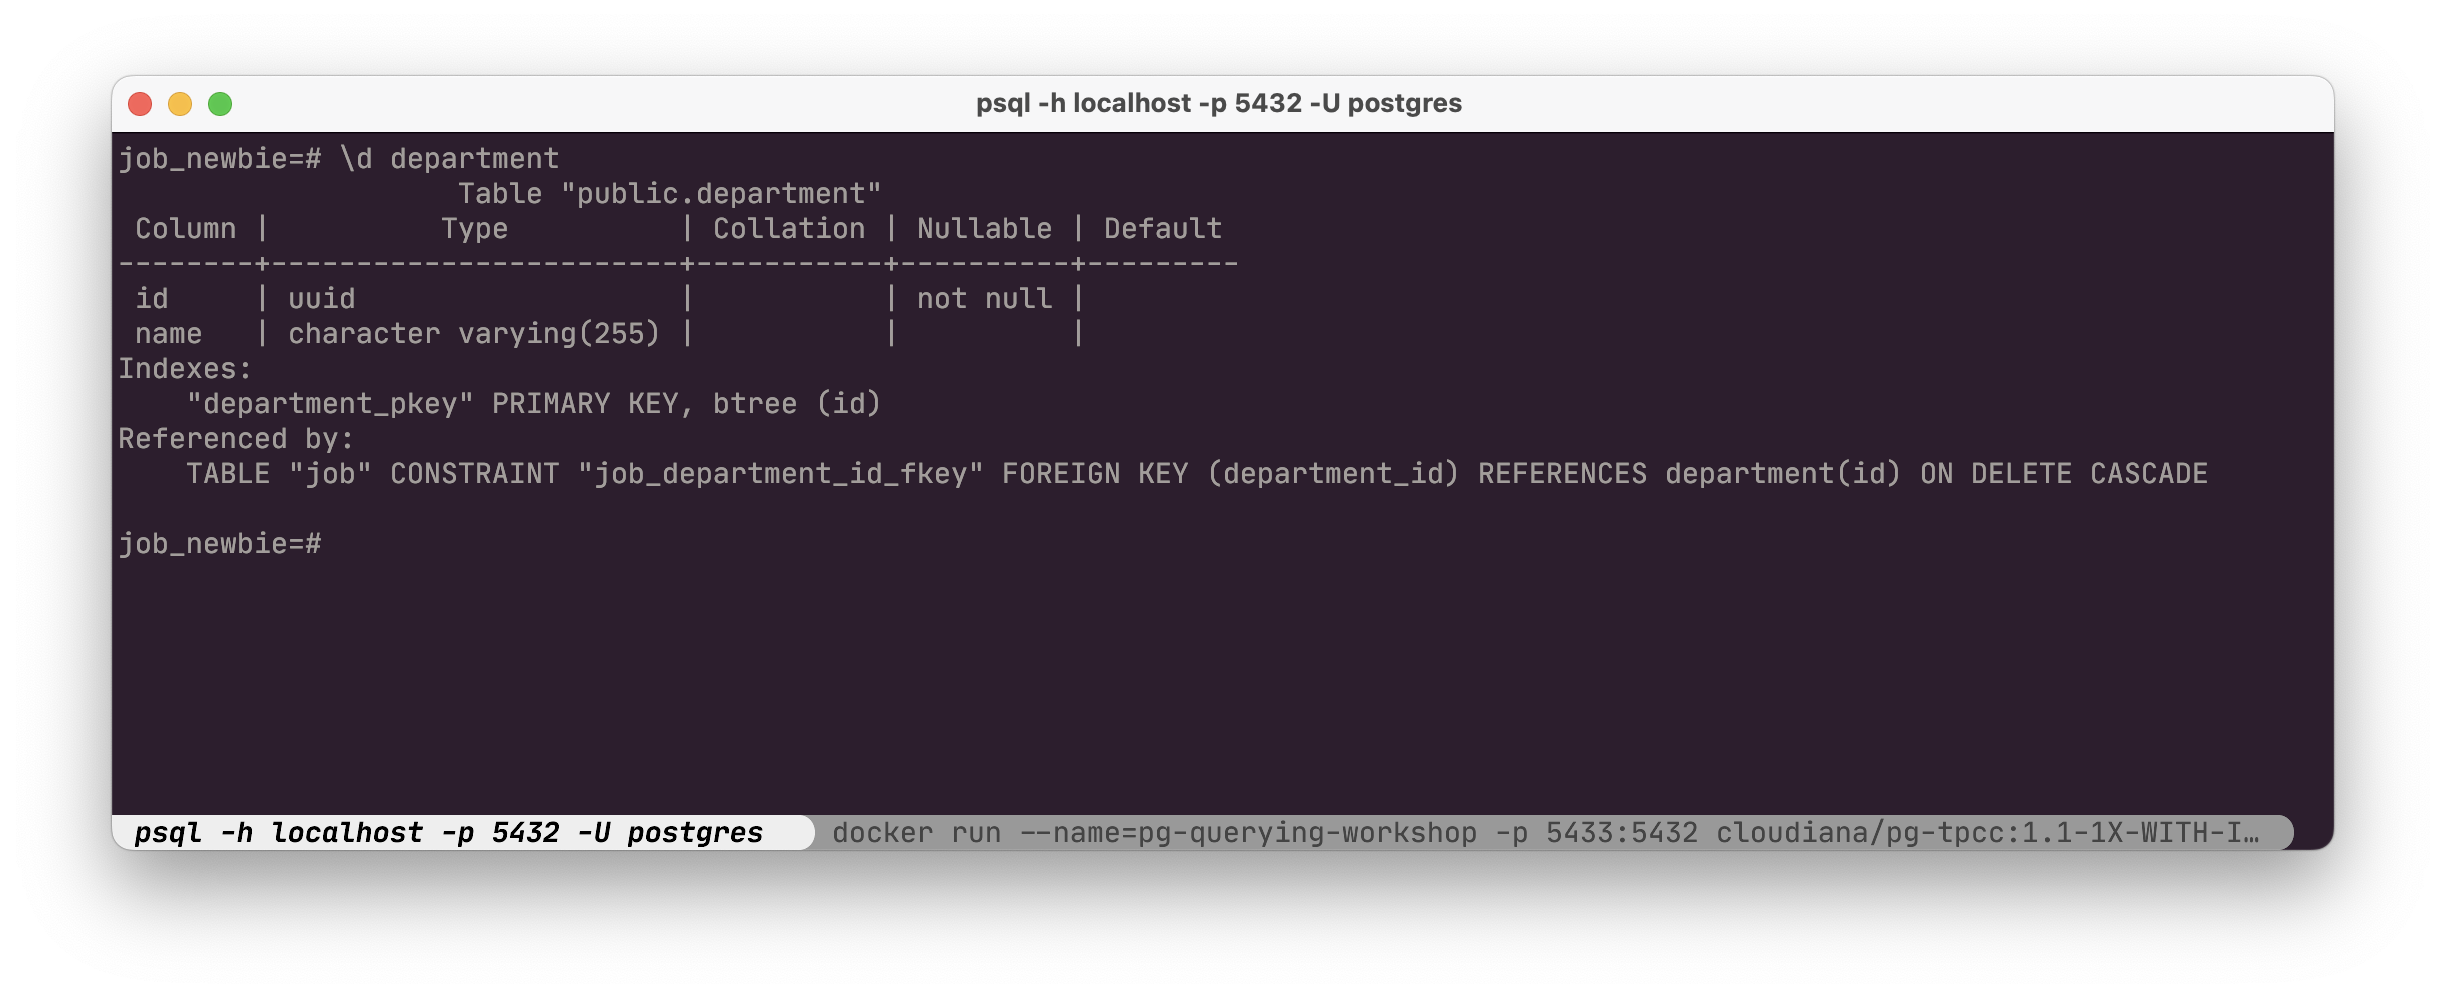 psql -h localhost -p 5432 -U postgres
job_newbie=# \d department
                    Table "public.department"
 Column |          Type          | Collation | Nullable | Default
--------+------------------------+-----------+----------+---------
 id     | uuid                   |           | not null |
 name   | character varying(255) |           |          |
Indexes:
    "department_pkey" PRIMARY KEY, btree (id)
Referenced by:
    TABLE "job" CONSTRAINT "job_department_id_fkey" FOREIGN KEY (department_id) REFERENCES department(id) ON DELETE CASCADE
job_newbie=#
psql -h localhost -p 5432 -U postgres docker run --name=pg-querying-workshop -p 5433:5432 cloudiana/pg-tpcc:1.1-1X-WITH-I…